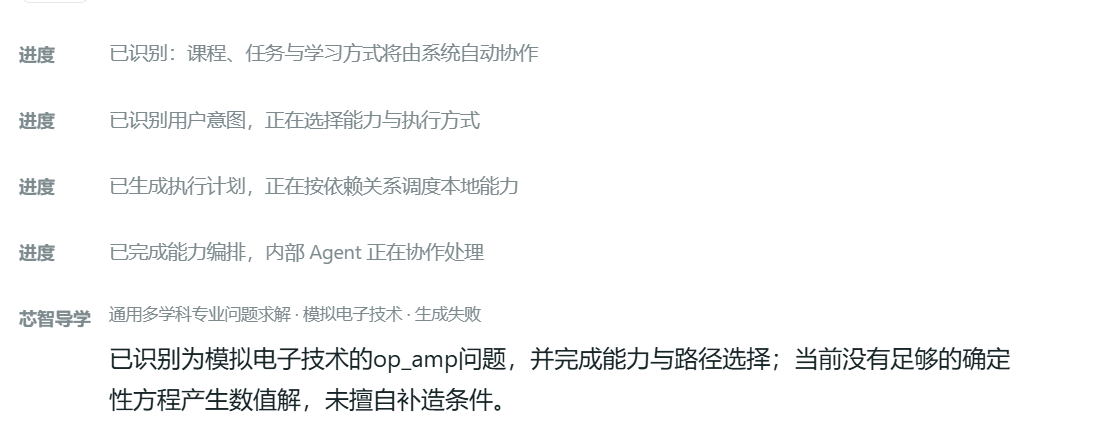 进度 已识别：课程、任务与学习方式将由系统自动协作
进度 已识别用户意图，正在选择能力与执行方式
进度 已生成执行计划，正在按依赖关系调度本地能力
进度 已完成能力编排，内部 Agent 正在协作处理
芯智导学 通用多学科专业问题求解 · 模拟电子技术 · 生成失败
已识别为模拟电子技术的op_amp问题，并完成能力与路径选择；当前没有足够的确定
性方程产生数值解，未擅自补造条件。